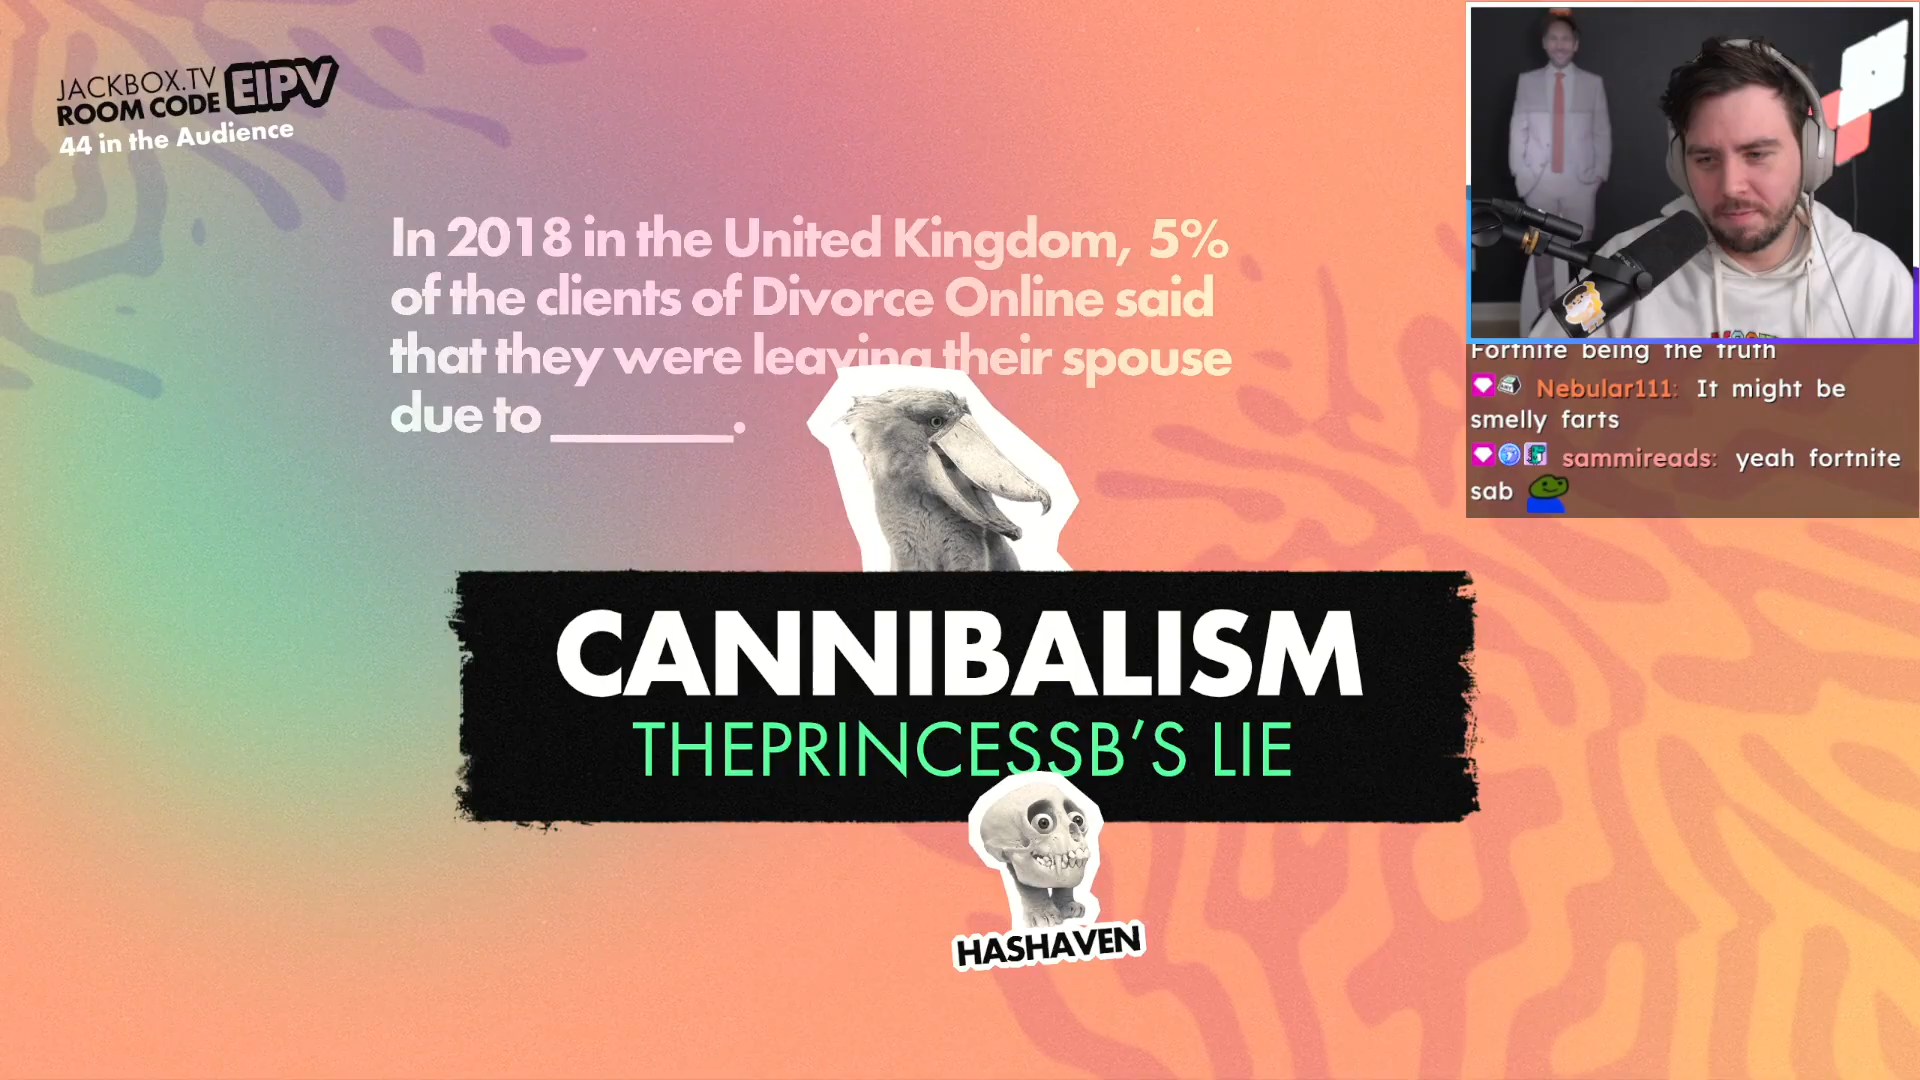 JACKBOX.TV
ROOM CODE EIPV
44 in the Audience
In 2018 in the United Kingdom, 5%
of the clients of Divorce Online said
that they were leaving their spouse
due to ________.
CANNIBALISM
THEPRINCESSB'S LIE
HASHAVEN
Fortnite being the truth
Nebular111: It might be
smelly farts
sammireads: yeah fortnite
sab